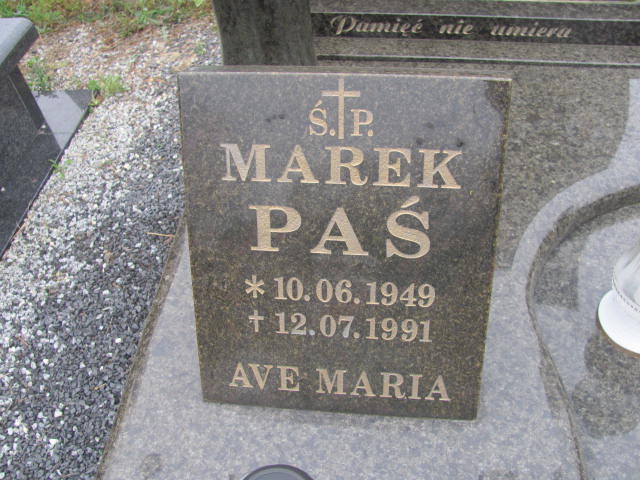 Pamięć nie umiera
Ś.P.
MAREK
PAŚ
* 10.06.1949
+ 12.07.1991
AVE MARIA